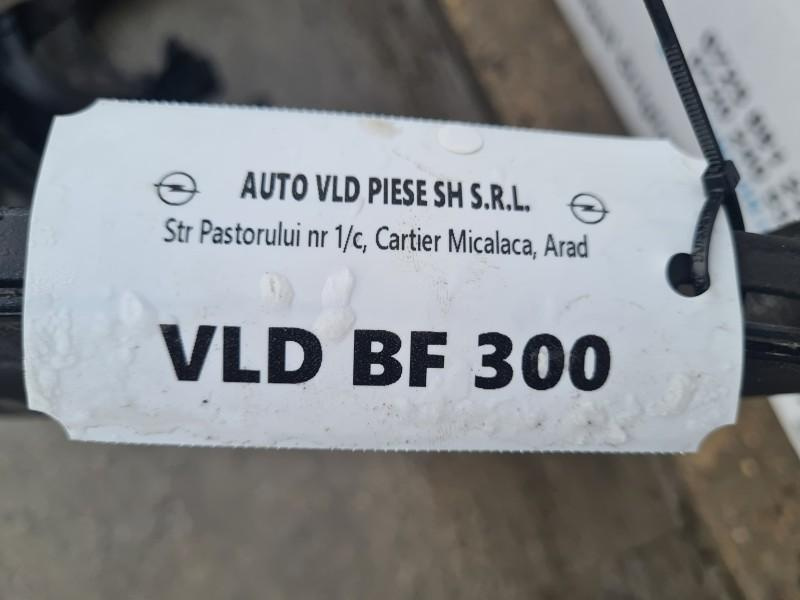 AUTO VLD PIESE SH S.R.L.
Str Pastorului nr 1/c, Cartier Micalaca, Arad
VLD BF 300